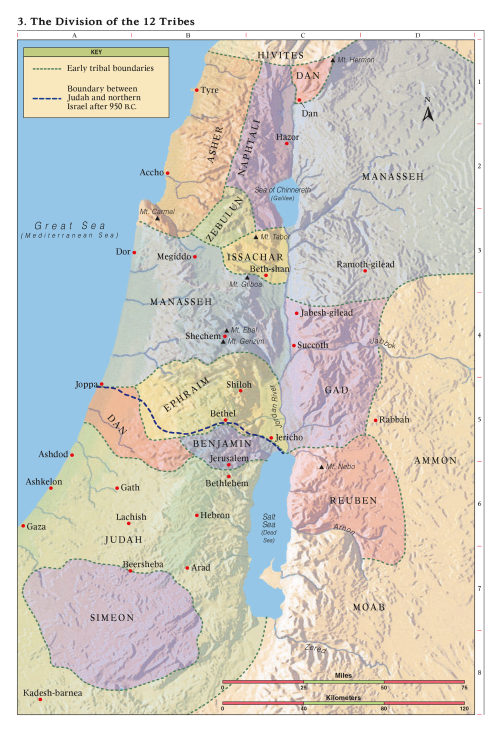 3. The Division of the 12 Tribes
A
B
C
D
KEY
Early tribal boundaries
Boundary between
Judah and northern
Israel after 950 B.C.
HIVITES
Mt. Hermon
DAN
Dan
Tyre
1
N
ASHER
NAPHTALI
Hazor
MANASSEH
2
Accho
Sea of Chinnereth
(Galilee)
Mt. Carmel
ZEBULUN
Great Sea
(Mediterranean Sea)
Mt. Tabor
Dor
Megiddo
ISSACHAR
3
Beth-shan
Ramoth-gilead
Mt. Gilboa
MANASSEH
Jabesh-gilead
Mt. Ebal
Shechem
Mt. Gerizim
4
Succoth
Jabbok
Joppa
EPHRAIM
Shiloh
Jordan River
GAD
Bethel
DAN
Rabbah
5
BENJAMIN
Jericho
Ashdod
Jerusalem
AMMON
Mt. Nebo
Ashkelon
Gath
Bethlebem
REUBEN
Lachish
Hebron
Salt
Sea
(Dead
Sea)
Gaza
Arnon
6
JUDAH
Beersheba
Arad
7
SIMEON
MOAB
Zered
8
Kadesh-barnea
Miles
0
25
50
75
Kilometers
0
40
80
120